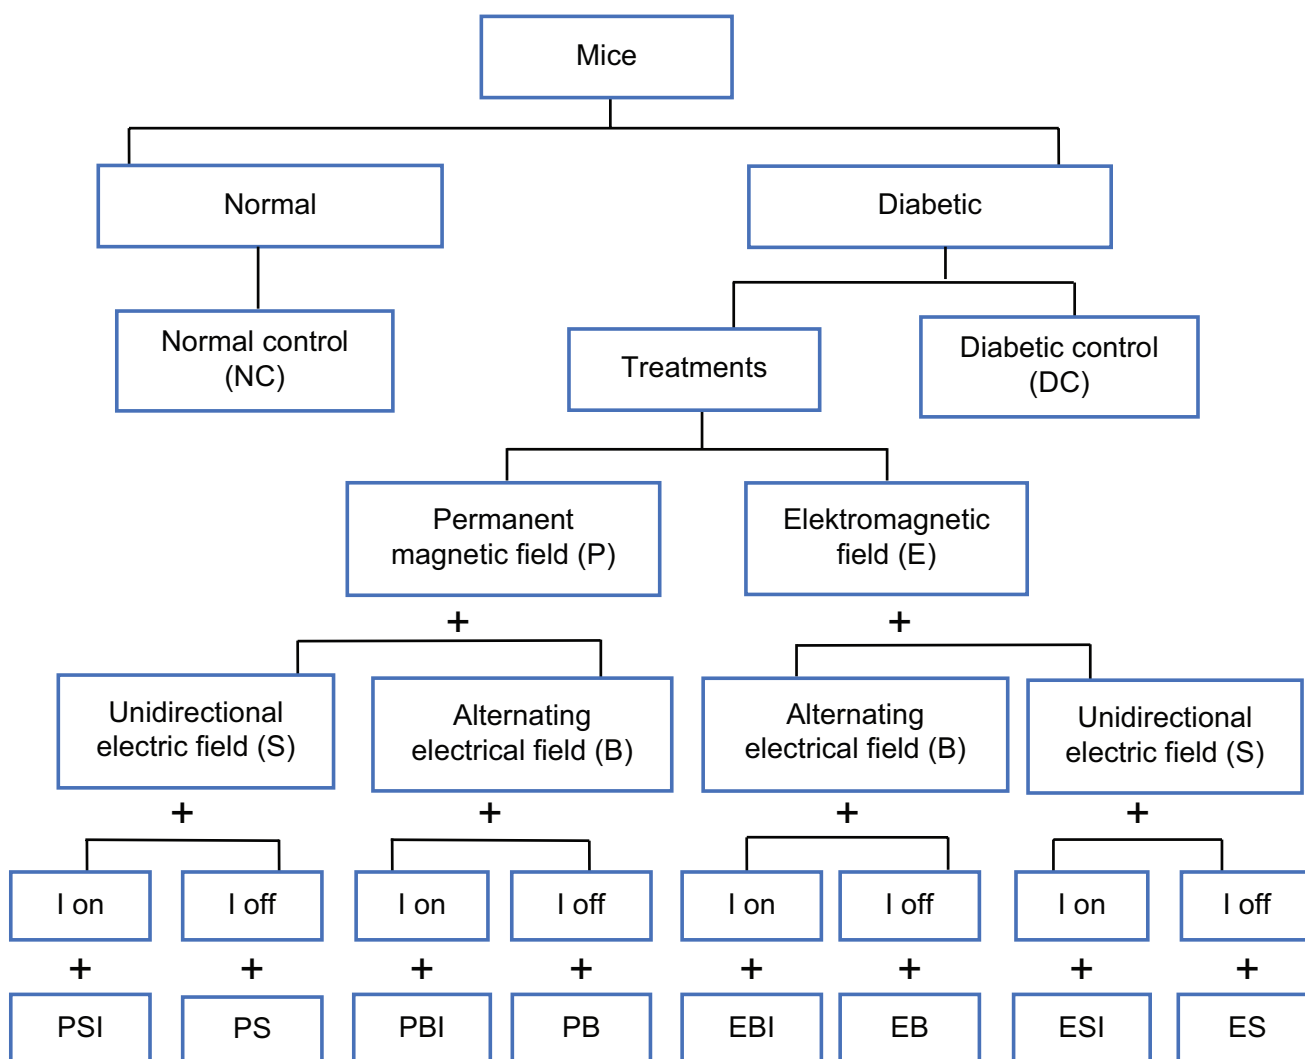 Mice
Normal
Diabetic
Normal control
(NC)
Treatments
Diabetic control
(DC)
Permanent
magnetic field (P)
Elektromagnetic
field (E)
+
+
Unidirectional
electric field (S)
Alternating
electrical field (B)
Alternating
electrical field (B)
Unidirectional
electric field (S)
+
+
+
+
I on
I off
I on
I off
I on
I off
I on
I off
+
+
+
+
+
+
+
+
PSI
PS
PBI
PB
EBI
EB
ESI
ES